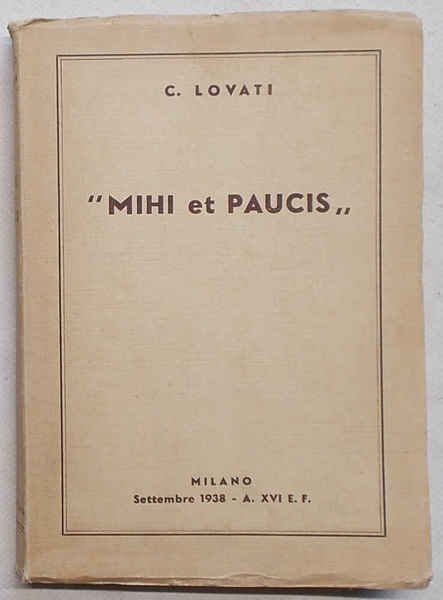 C. LOVATI
"MIHI et PAUCIS„
MILANO
Settembre 1938 - A. XVI E. F.